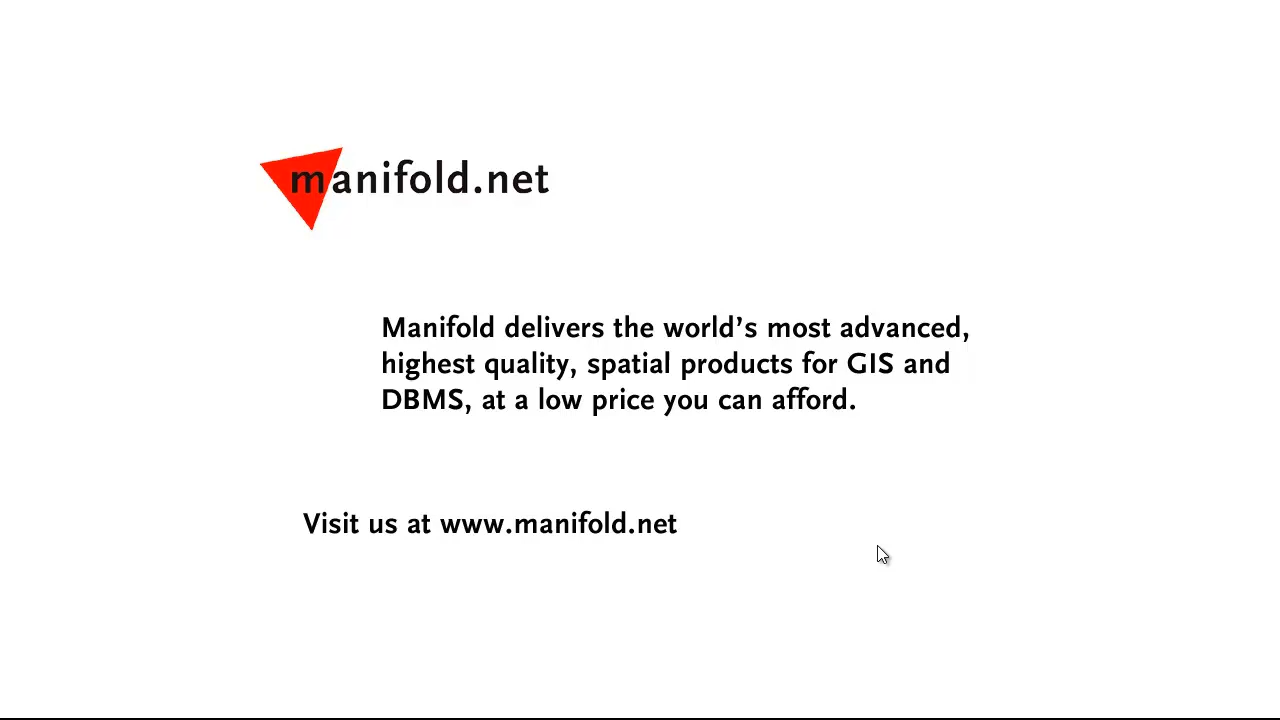 manifold.net
Manifold delivers the world’s most advanced,
highest quality, spatial products for GIS and
DBMS, at a low price you can afford.
Visit us at www.manifold.net